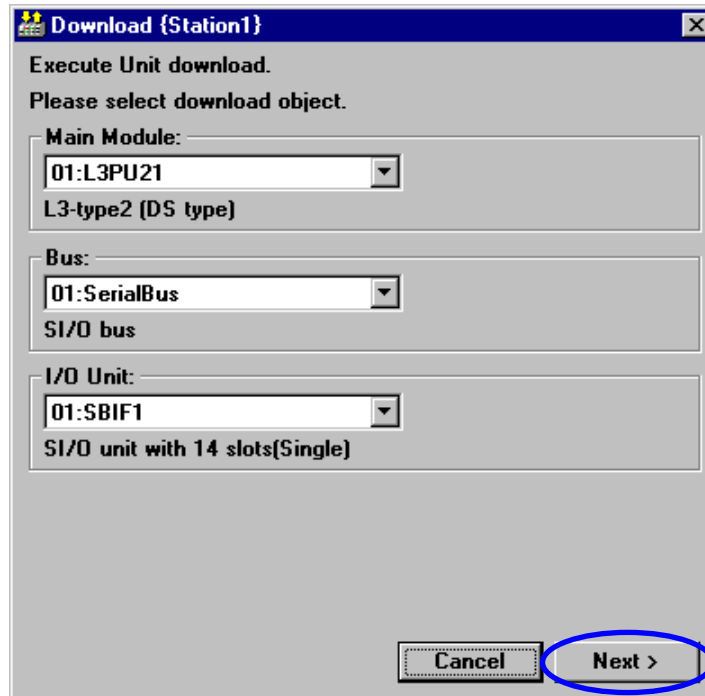 Download {Station1}
Execute Unit download.
Please select download object.
Main Module:
01:L3PU21
L3-type2 (DS type)
Bus:
01:SerialBus
SI/O bus
I/O Unit:
01:SBIF1
SI/O unit with 14 slots(Single)
Cancel
Next >